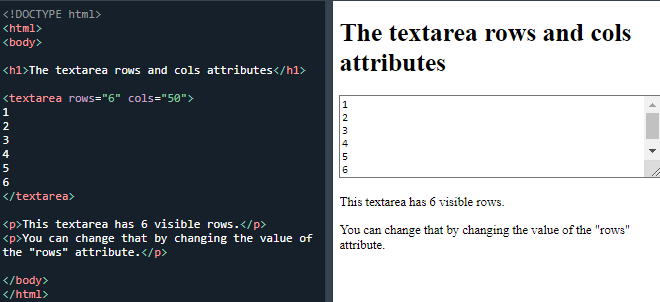 <!DOCTYPE html>
<html>
<body>
<h1>The textarea rows and cols attributes</h1>
<textarea rows="6" cols="50">
1
2
3
4
5
6
</textarea>
<p>This textarea has 6 visible rows.</p>
<p>You can change that by changing the value of
the "rows" attribute.</p>
</body>
</html>
The textarea rows and cols
attributes
1
2
3
4
5
6
This textarea has 6 visible rows.
You can change that by changing the value of the "rows"
attribute.